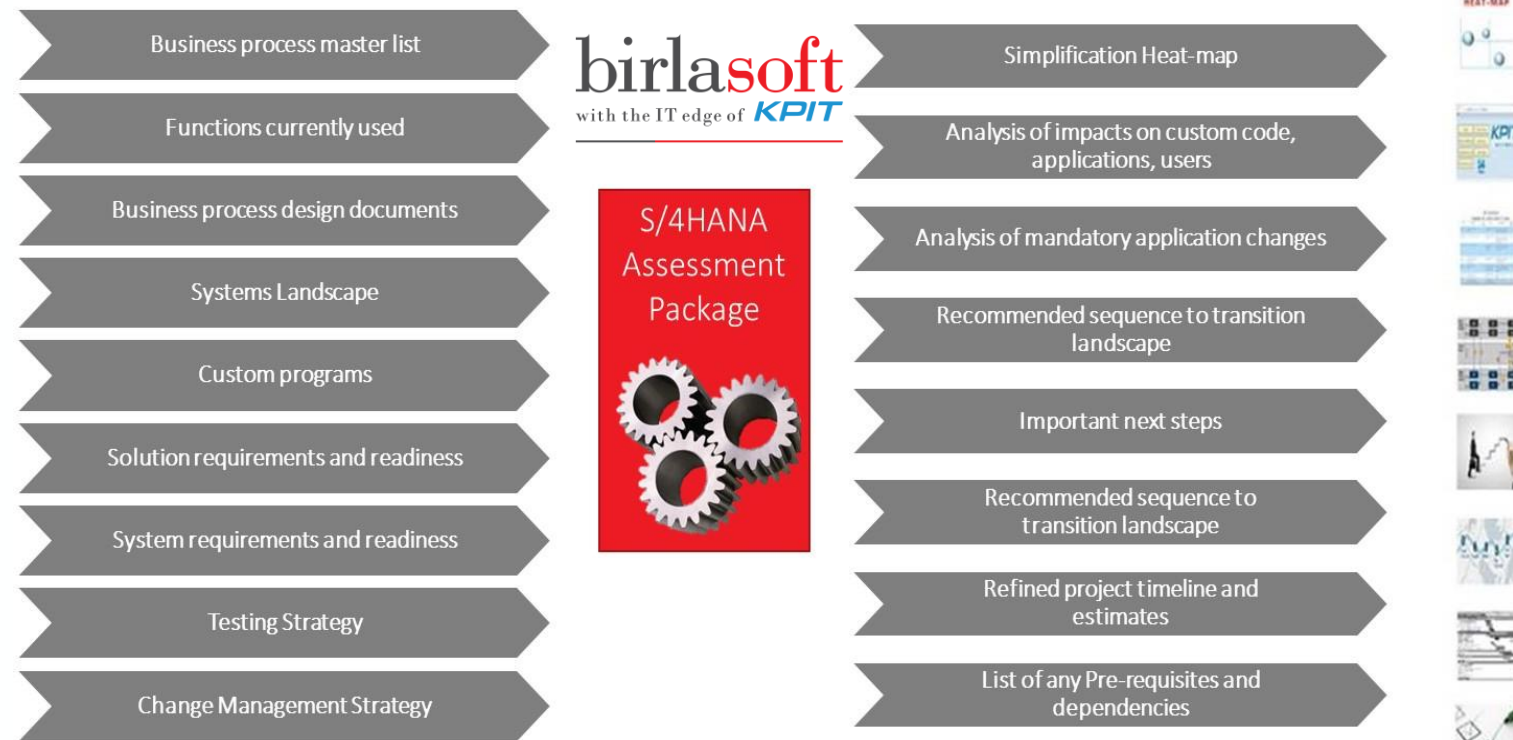 Business process master list
Functions currently used
Business process design documents
Systems Landscape
Custom programs
Solution requirements and readiness
System requirements and readiness
Testing Strategy
Change Management Strategy
birlasoft
with the IT edge of KPIT
S/4HANA
Assessment
Package
Simplification Heat-map
Analysis of impacts on custom code,
applications, users
Analysis of mandatory application changes
Recommended sequence to transition
landscape
Important next steps
Recommended sequence to
transition landscape
Refined project timeline and
estimates
List of any Pre-requisites and
dependencies
HEAT-MAP